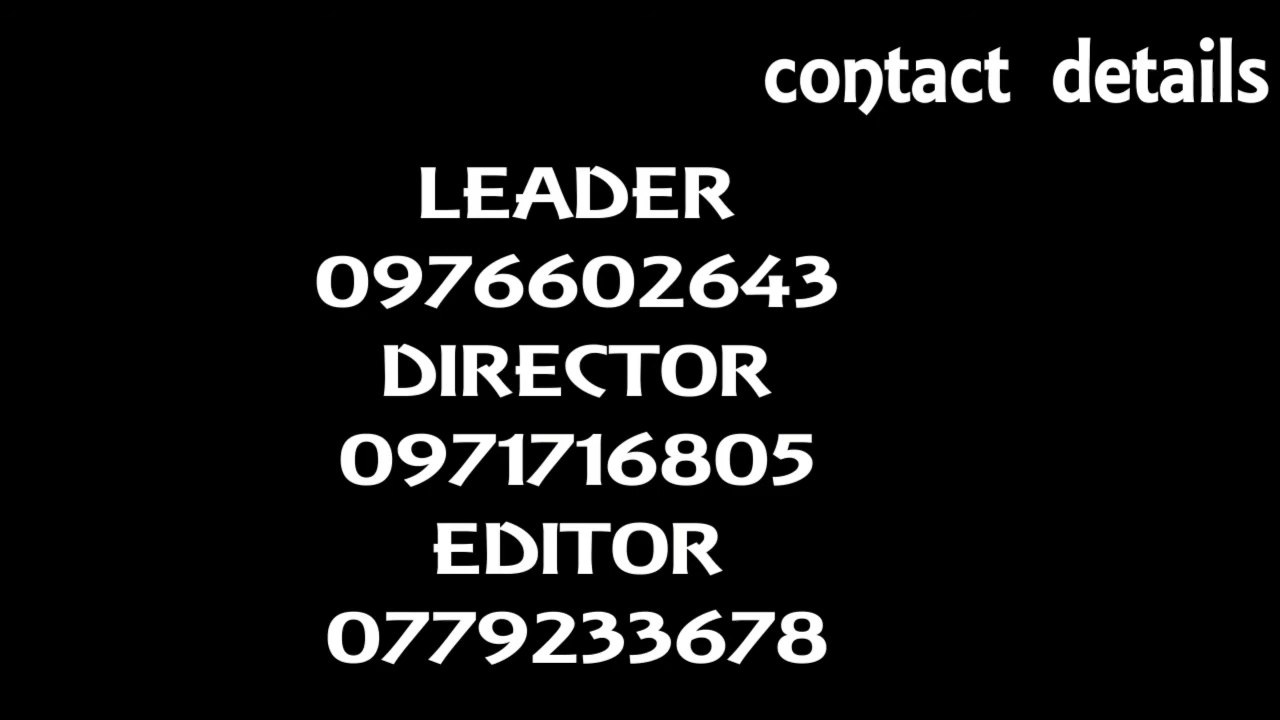 contact details
LEADER
0976602643
DIRECTOR
0971716805
EDITOR
0779233678